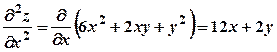 ∂²z/∂x² = ∂/∂x (6x² + 2xy + y²) = 12x + 2y